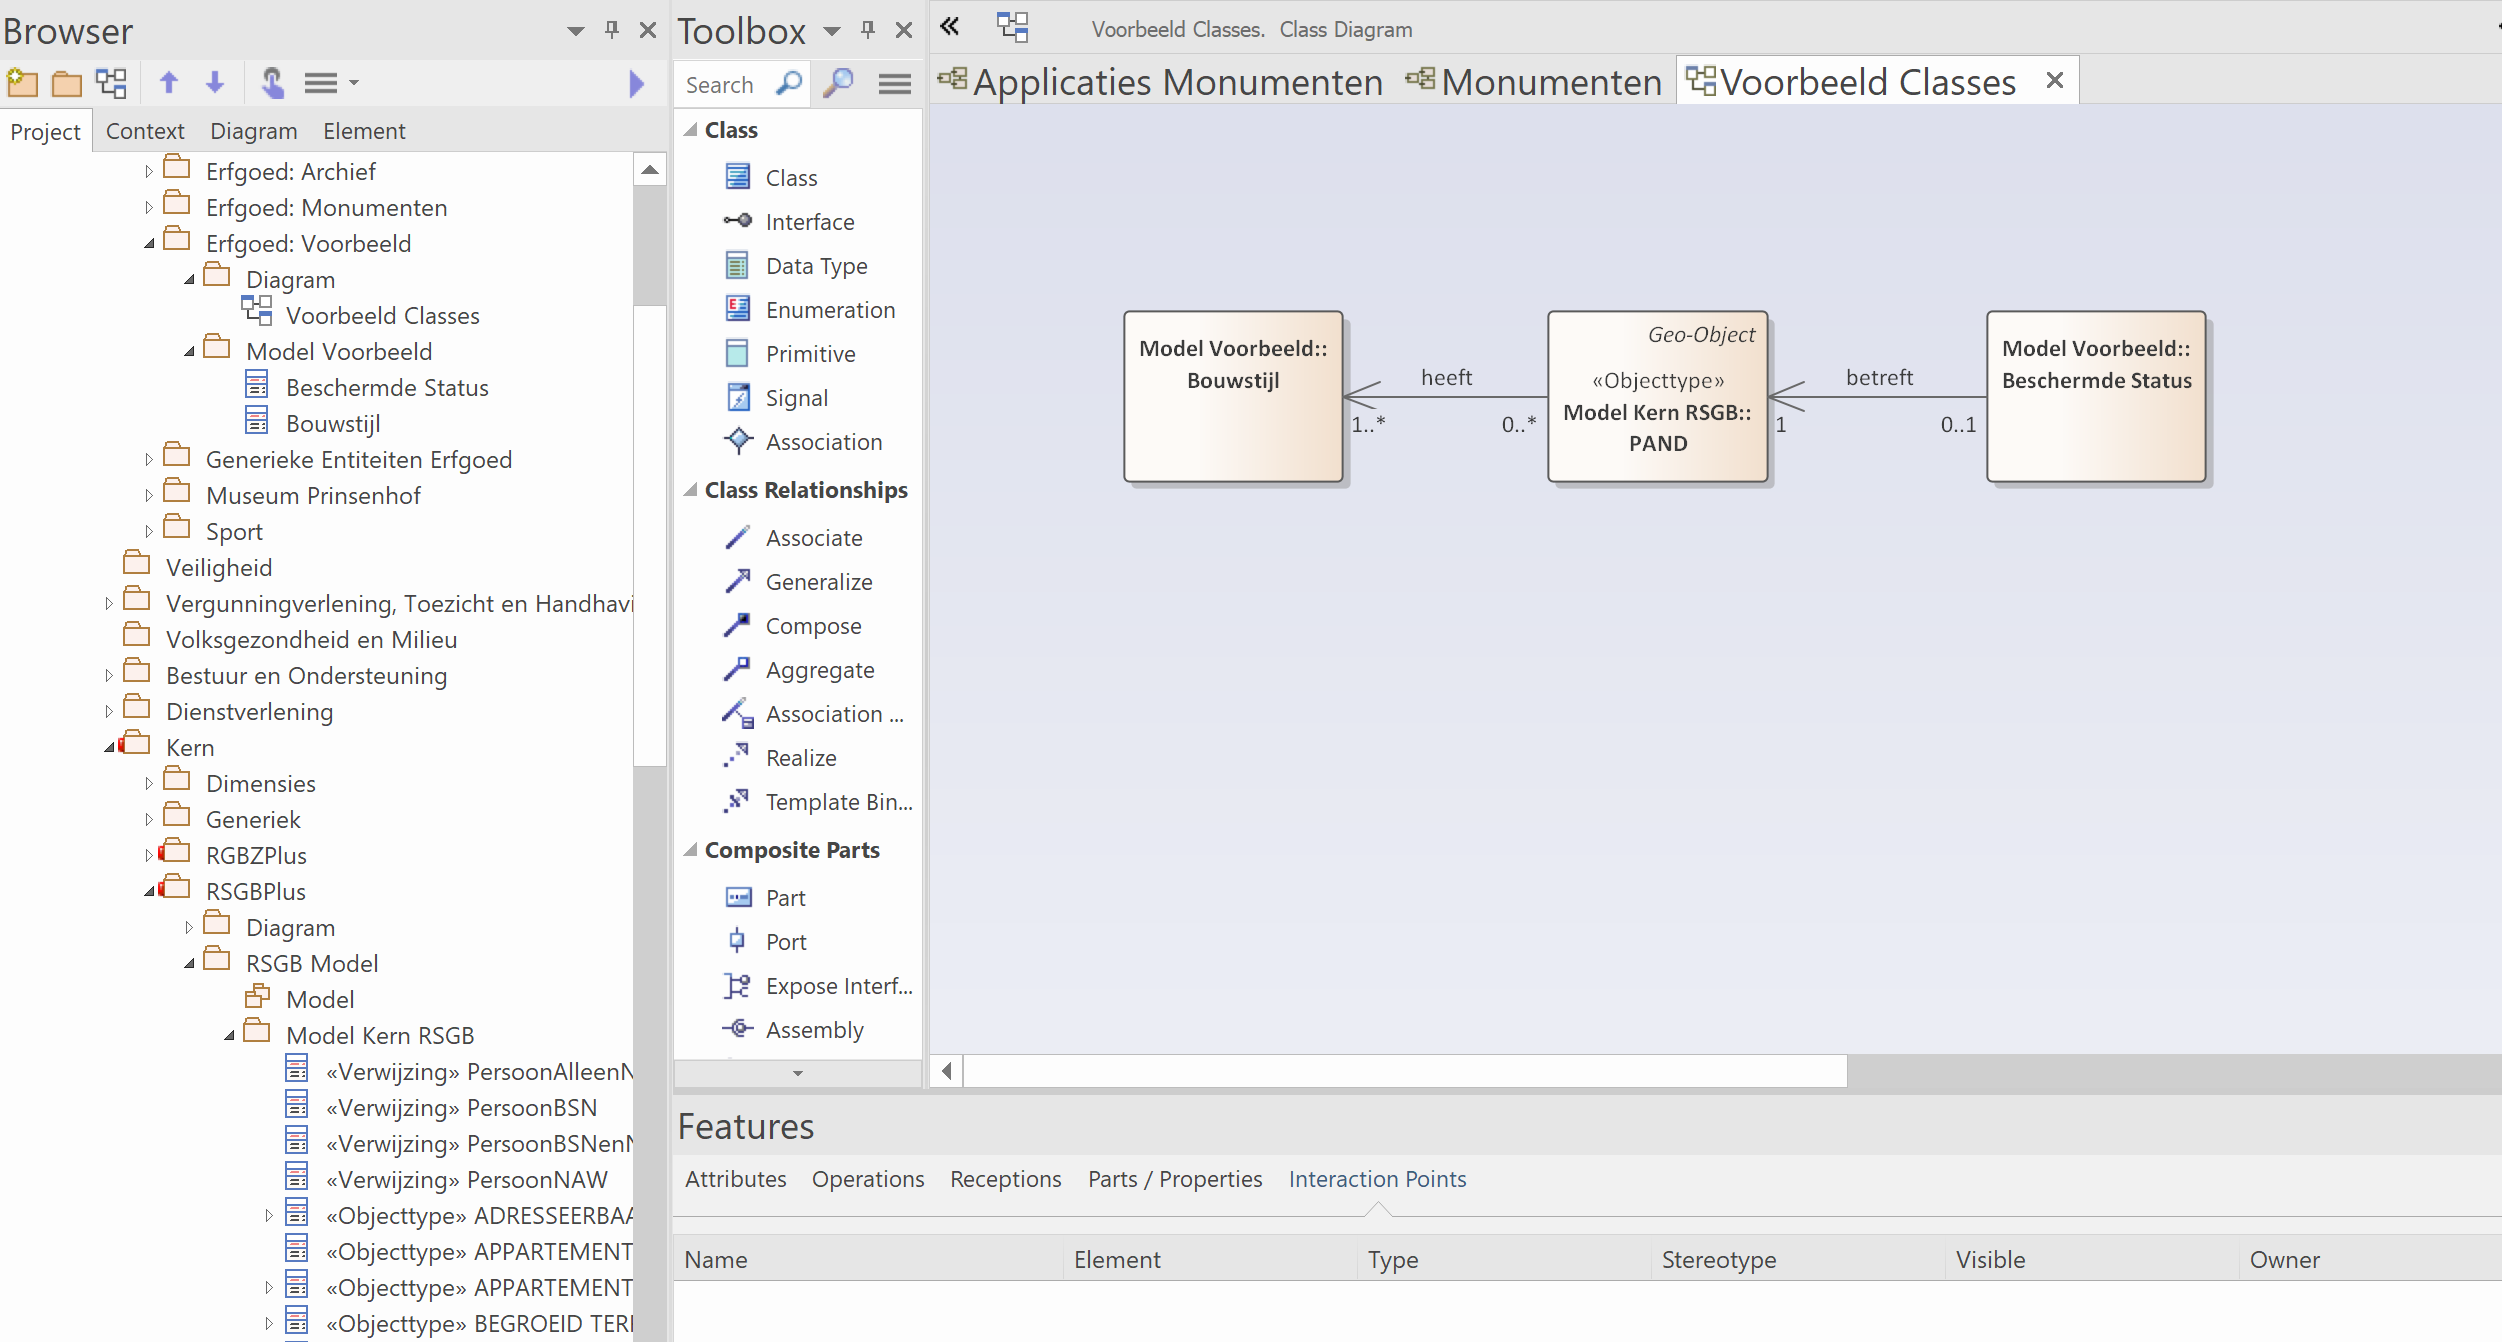 Browser
Project
Context
Diagram
Element
Erfgoed: Archief
Erfgoed: Monumenten
Erfgoed: Voorbeeld
Diagram
Voorbeeld Classes
Model Voorbeeld
Beschermde Status
Bouwstijl
Generieke Entiteiten Erfgoed
Museum Prinsenhof
Sport
Veiligheid
Vergunningverlening, Toezicht en Handhavi
Volksgezondheid en Milieu
Bestuur en Ondersteuning
Dienstverlening
Kern
Dimensies
Generiek
RGBZPlus
RSGBPlus
Diagram
RSGB Model
Model
Model Kern RSGB
«Verwijzing» PersoonAlleenN
«Verwijzing» PersoonBSN
«Verwijzing» PersoonBSNenN
«Verwijzing» PersoonNAW
«Objecttype» ADRESSEERBAA
«Objecttype» APPARTEMENT
«Objecttype» APPARTEMENT
«Objecttype» BEGROEID TERI
Toolbox
Search
Class
Class
Interface
Data Type
Enumeration
Primitive
Signal
Association
Class Relationships
Associate
Generalize
Compose
Aggregate
Association ...
Realize
Template Bin...
Composite Parts
Part
Port
Expose Interf...
Assembly
Voorbeeld Classes. Class Diagram
Applicaties Monumenten
Monumenten
Voorbeeld Classes
Model Voorbeeld::
Bouwstijl
heeft
1..*
0..*
Geo-Object
«Objecttype»
Model Kern RSGB::
PAND
betreft
1
0..1
Model Voorbeeld::
Beschermde Status
Features
Attributes
Operations
Receptions
Parts / Properties
Interaction Points
Name
Element
Type
Stereotype
Visible
Owner